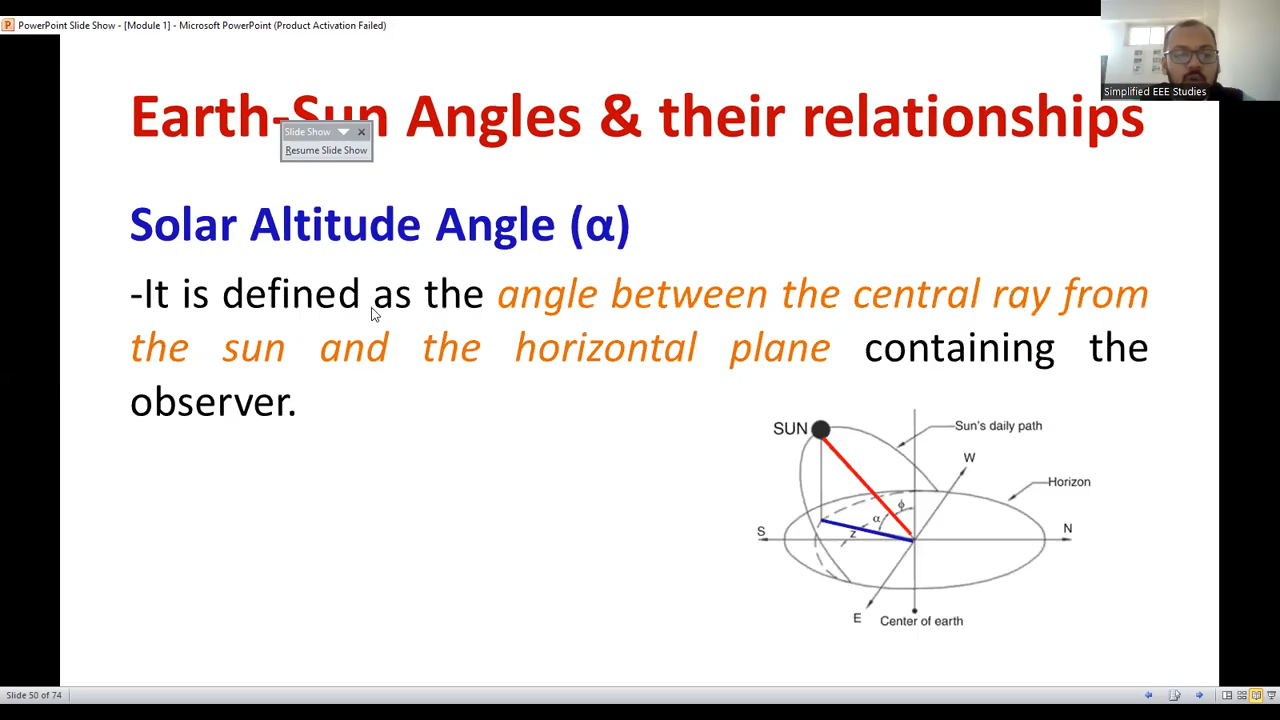 PowerPoint Slide Show - [Module 1] - Microsoft PowerPoint (Product Activation Failed)
Simplified EEE Studies
Earth-Sun Angles & their relationships
Slide Show
Resume Slide Show
Solar Altitude Angle (α)
-It is defined as the angle between the central ray from
the sun and the horizontal plane containing the
observer.
SUN
Sun's daily path
W
Horizon
ϕ
α
S
z
N
E
Center of earth
Slide 50 of 74